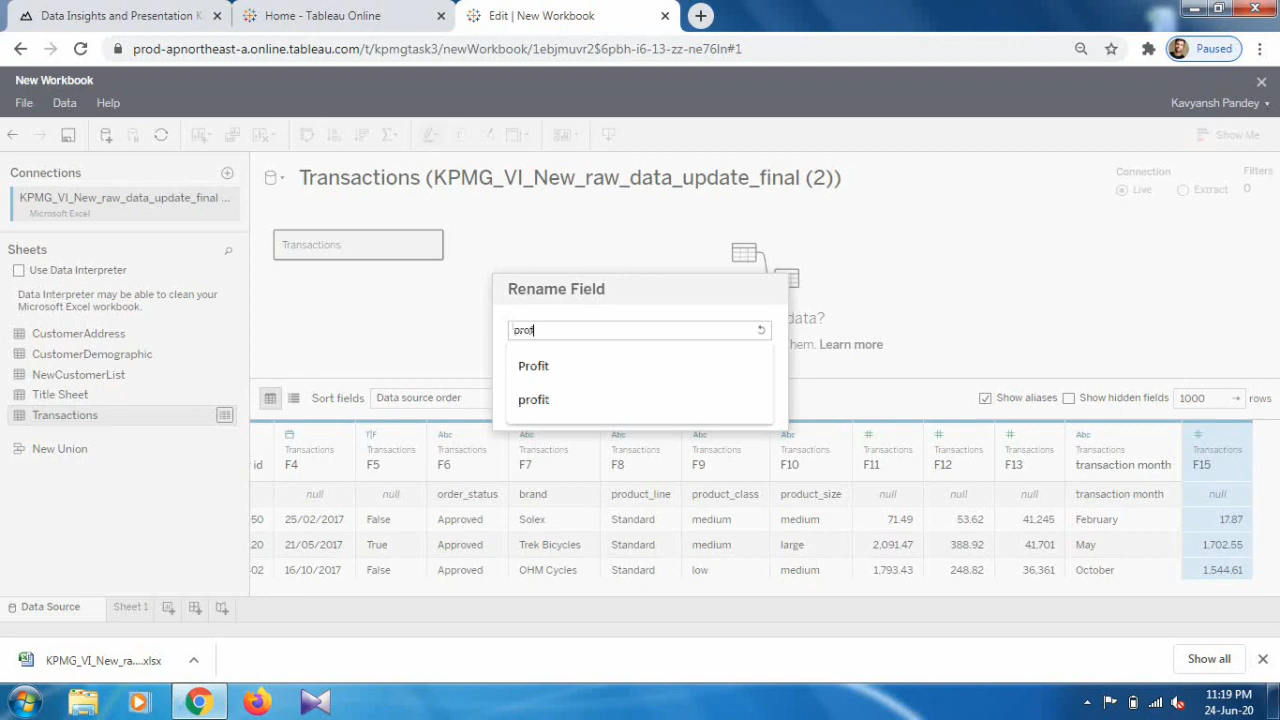 Data Insights and Presentation K
Home - Tableau Online
Edit | New Workbook
prod-apnortheast-a.online.tableau.com/t/kpmgtask3/newWorkbook/1ebjmuvr2$6pbh-i6-13-zz-ne76ln#1
Paused
New Workbook
File Data Help
Kavyansh Pandey
Show Me
Connections
KPMG_VI_New_raw_data_update_final ...
Microsoft Excel
Transactions (KPMG_VI_New_raw_data_update_final (2))
Connection
Live Extract
Filters
0
Sheets
Use Data Interpreter
Data Interpreter may be able to clean your
Microsoft Excel workbook.
CustomerAddress
CustomerDemographic
NewCustomerList
Title Sheet
Transactions
New Union
Transactions
data?
hem. Learn more
Rename Field
prof
Profit
profit
Sort fields Data source order
Show aliases Show hidden fields 1000 rows
Abc Abc Abc Abc Abc Abc
Transactions Transactions Transactions Transactions Transactions Transactions Transactions Transactions Transactions Transactions Transactions Transactions
id F4 F5 F6 F7 F8 F9 F10 F11 F12 F13 transaction month F15
null null order_status brand product_line product_class product_size null null null transaction month null
50 25/02/2017 False Approved Solex Standard medium medium 71.49 53.62 41,245 February 17.87
20 21/05/2017 True Approved Trek Bicycles Standard medium large 2,091.47 388.92 41,701 May 1,702.55
02 16/10/2017 False Approved OHM Cycles Standard low medium 1,793.43 248.82 36,361 October 1,544.61
Data Source Sheet 1
KPMG_VI_New_ra....xlsx
Show all
11:19 PM
24-Jun-20